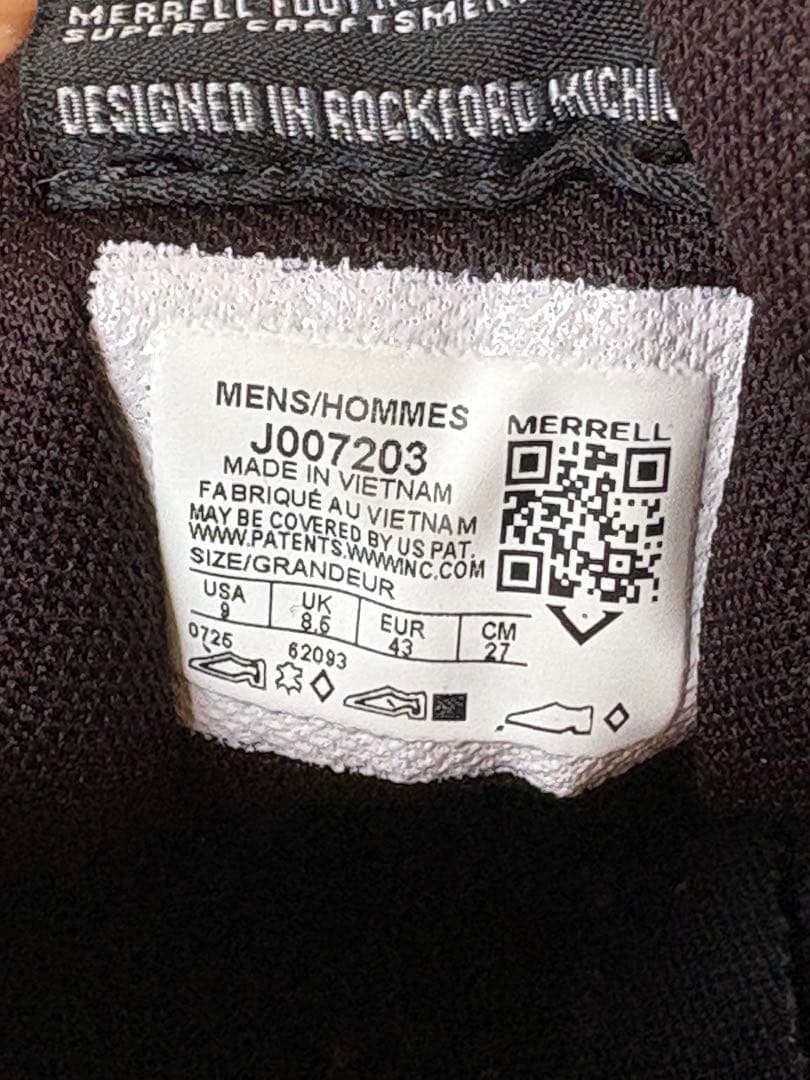 MERRELL
SUPERB CRAFTSMEN
DESIGNED IN ROCKFORD MICHI
MENS/HOMMES
J007203
MADE IN VIETNAM
FABRIQUÉ AU VIETNAM
MAY BE COVERED BY US PAT.
WWW.PATENTS.WWWINC.COM
SIZE/GRANDEUR
USA UK EUR CM
9 8.5 43 27
0725 62093
MERRELL